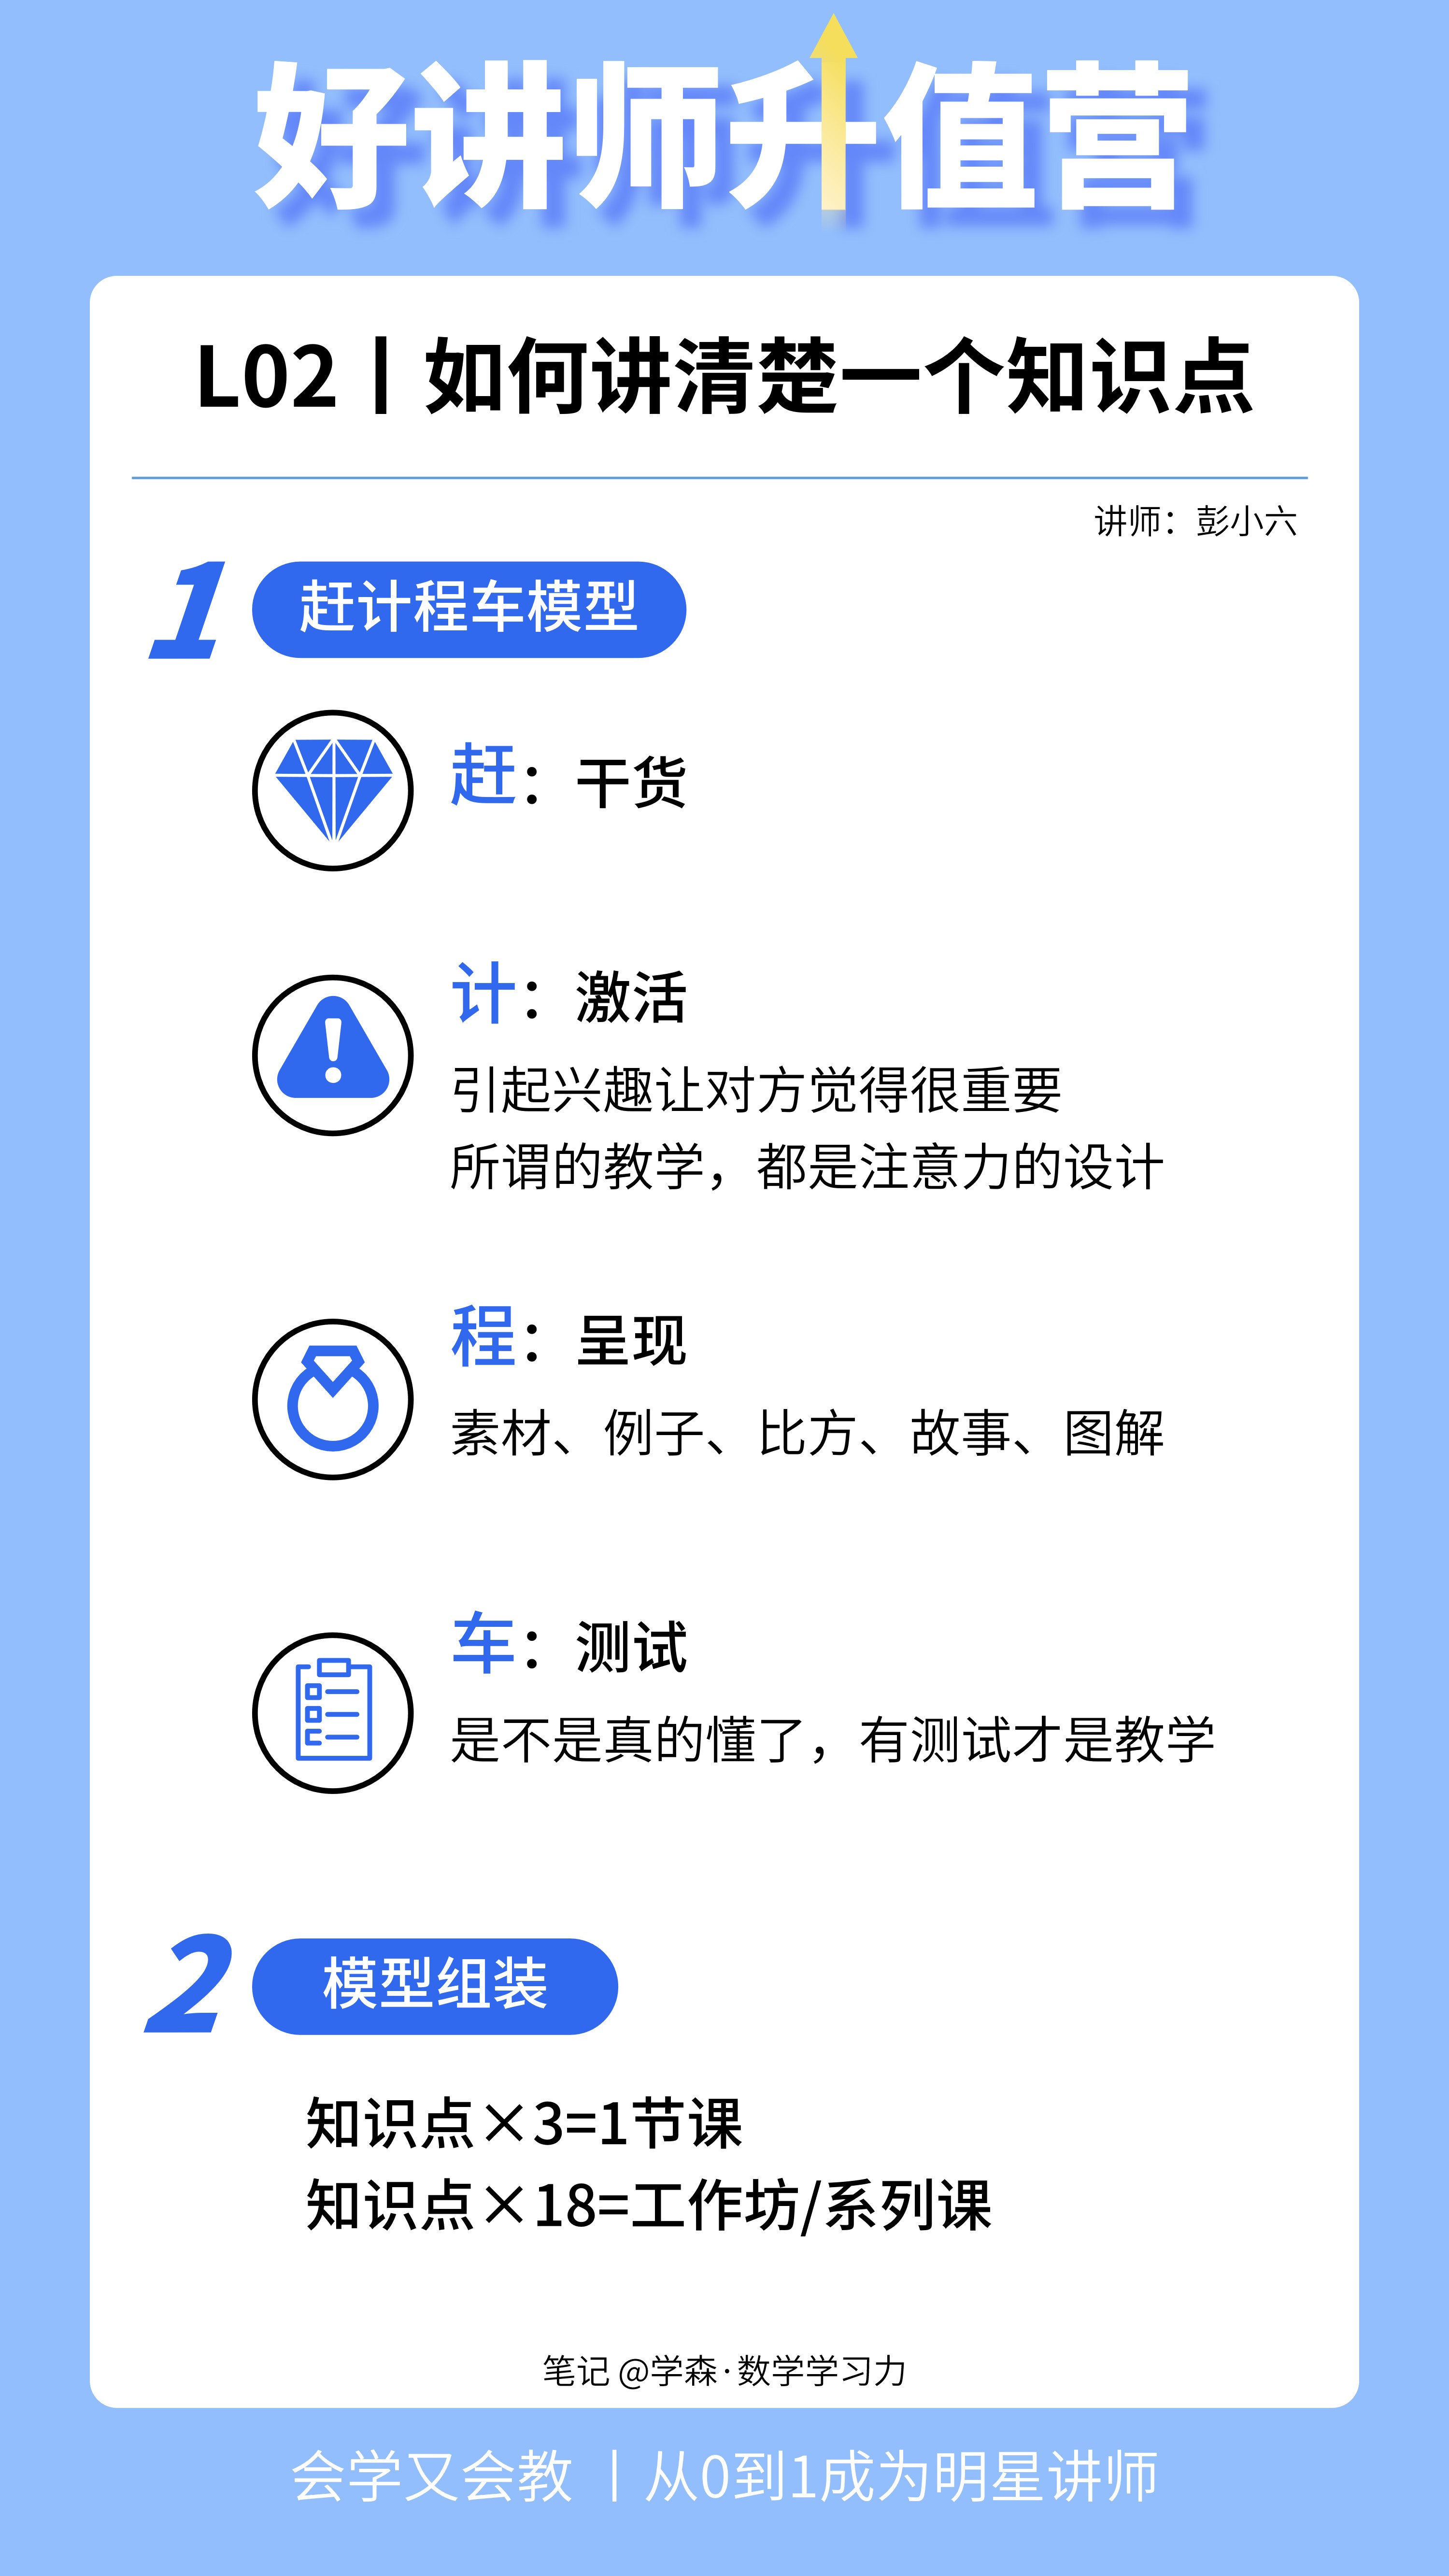 好讲师升值营
L02丨如何讲清楚一个知识点
讲师：彭小六
1 赶计程车模型
赶：干货
计：激活
引起兴趣让对方觉得很重要
所谓的教学，都是注意力的设计
程：呈现
素材、例子、比方、故事、图解
车：测试
是不是真的懂了，有测试才是教学
2 模型组装
知识点×3=1节课
知识点×18=工作坊/系列课
笔记 @学森·数学学习力
会学又会教 丨从0到1成为明星讲师